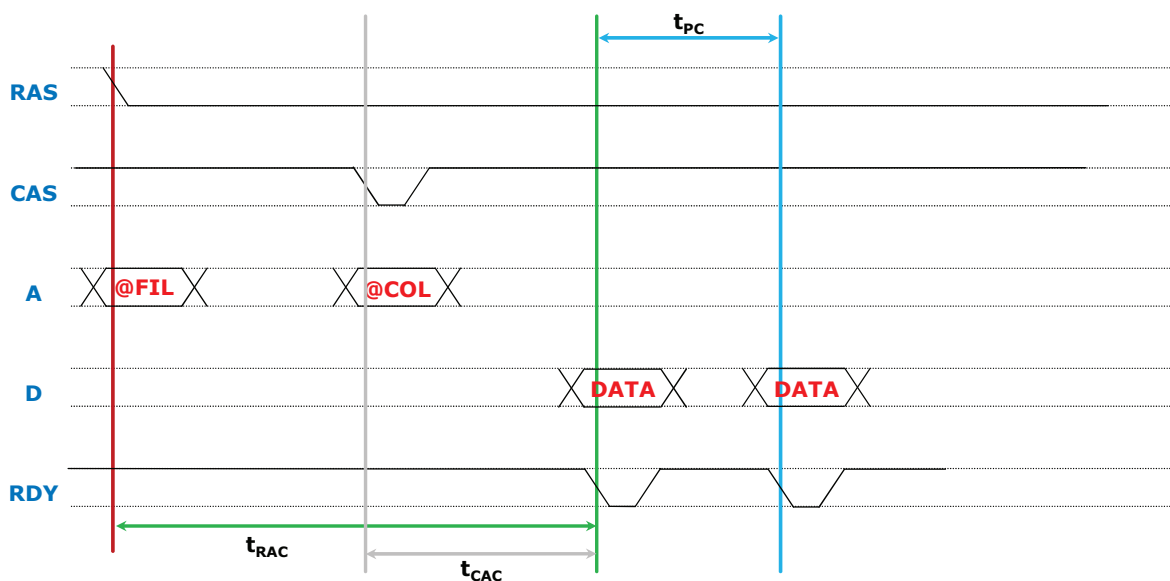 tPC
RAS
CAS
A
@FIL
@COL
D
DATA
DATA
RDY
tRAC
tCAC